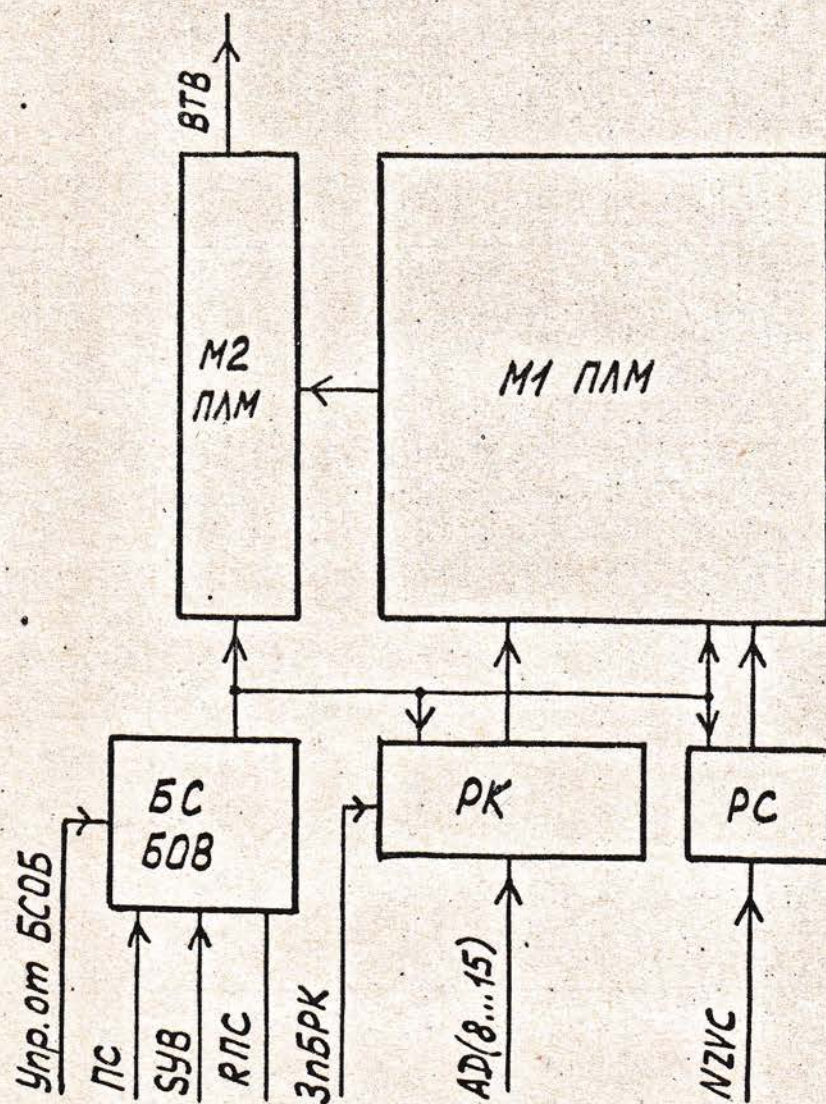 ВТВ
М2
ПЛМ
М1 ПЛМ
БС
БОВ
РК
РС
Упр. от БСОБ
ПС
SYB
RПС
ЗпБРК
AD(8...15)
NZVC